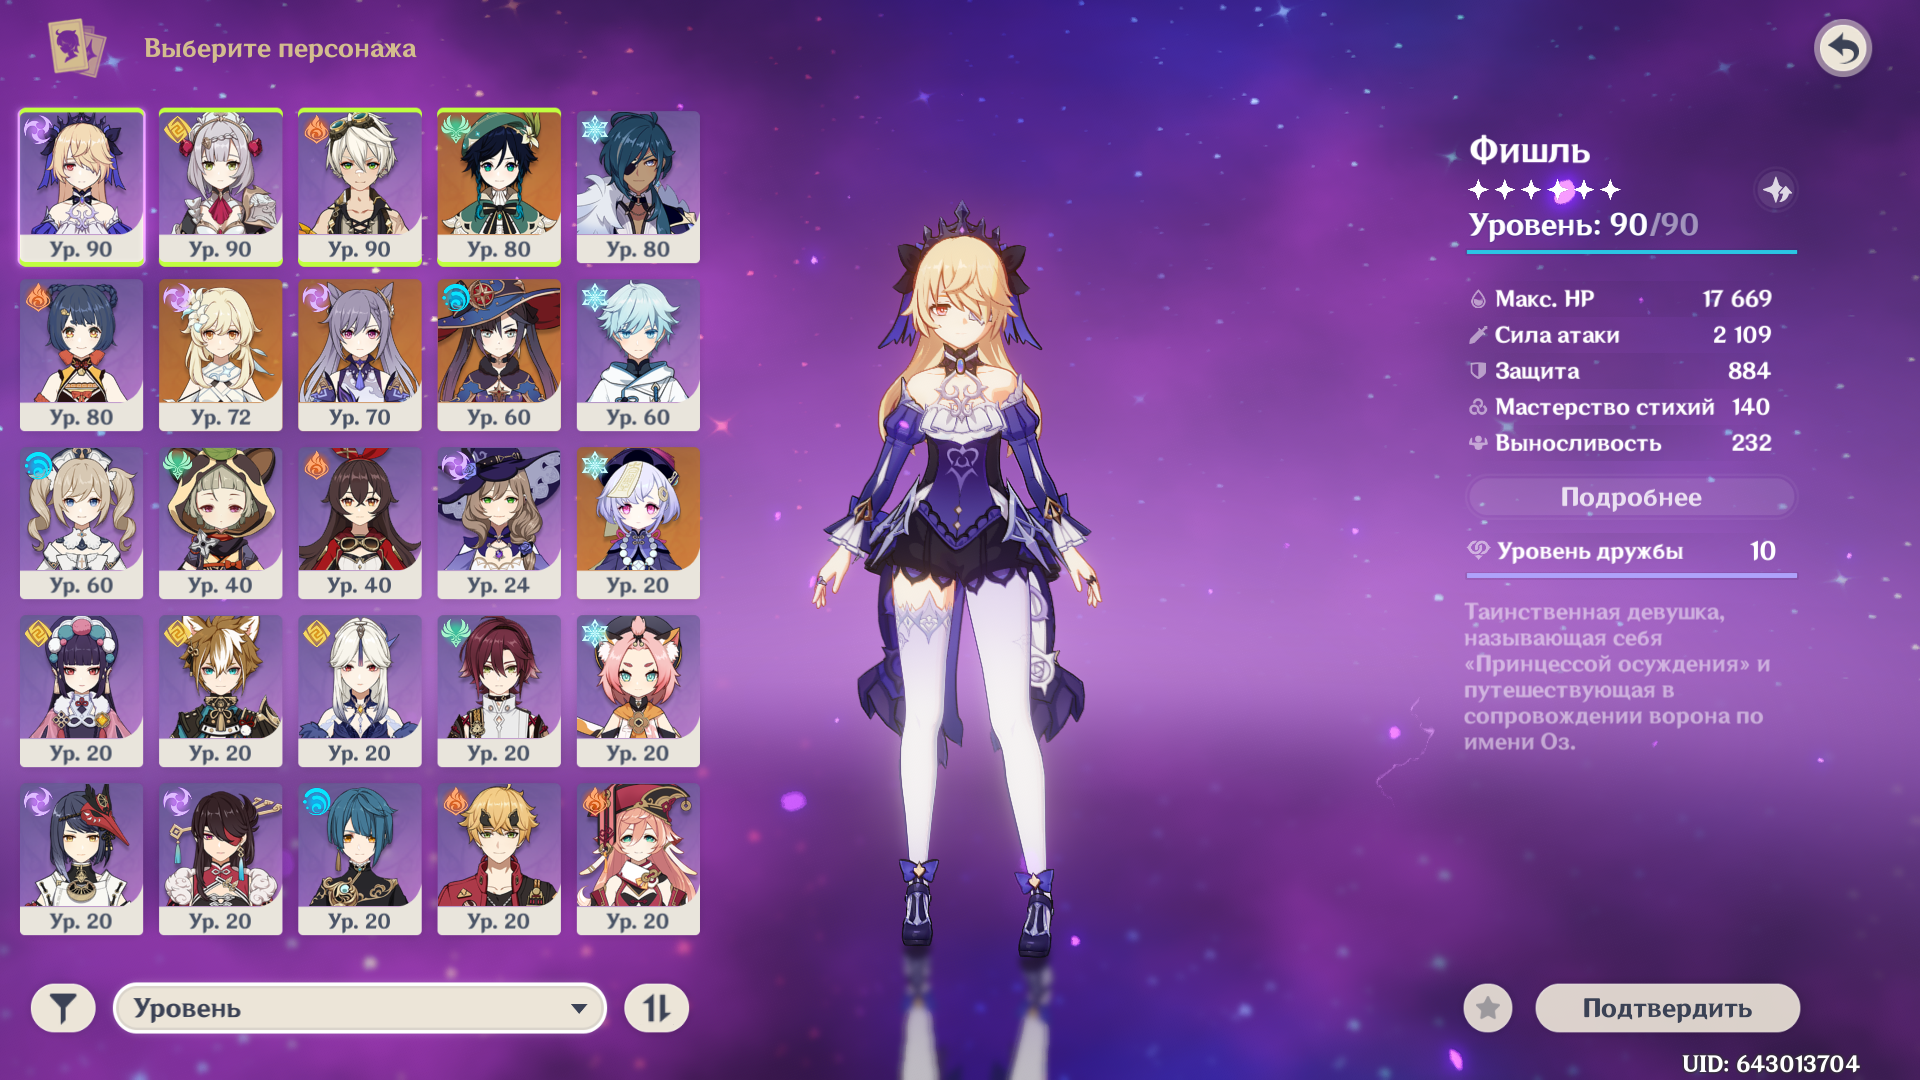 Выберите персонажа
Ур. 90
Ур. 90
Ур. 90
Ур. 80
Ур. 80
Ур. 80
Ур. 72
Ур. 70
Ур. 60
Ур. 60
Ур. 60
Ур. 40
Ур. 40
Ур. 24
Ур. 20
Ур. 20
Ур. 20
Ур. 20
Ур. 20
Ур. 20
Ур. 20
Ур. 20
Ур. 20
Ур. 20
Ур. 20
Уровень
Фишль
Уровень: 90/90
Макс. HP 17 669
Сила атаки 2 109
Защита 884
Мастерство стихий 140
Выносливость 232
Подробнее
Уровень дружбы 10
Таинственная девушка,
называющая себя
«Принцессой осуждения» и
путешествующая в
сопровождении ворона по
имени Оз.
Подтвердить
UID: 643013704